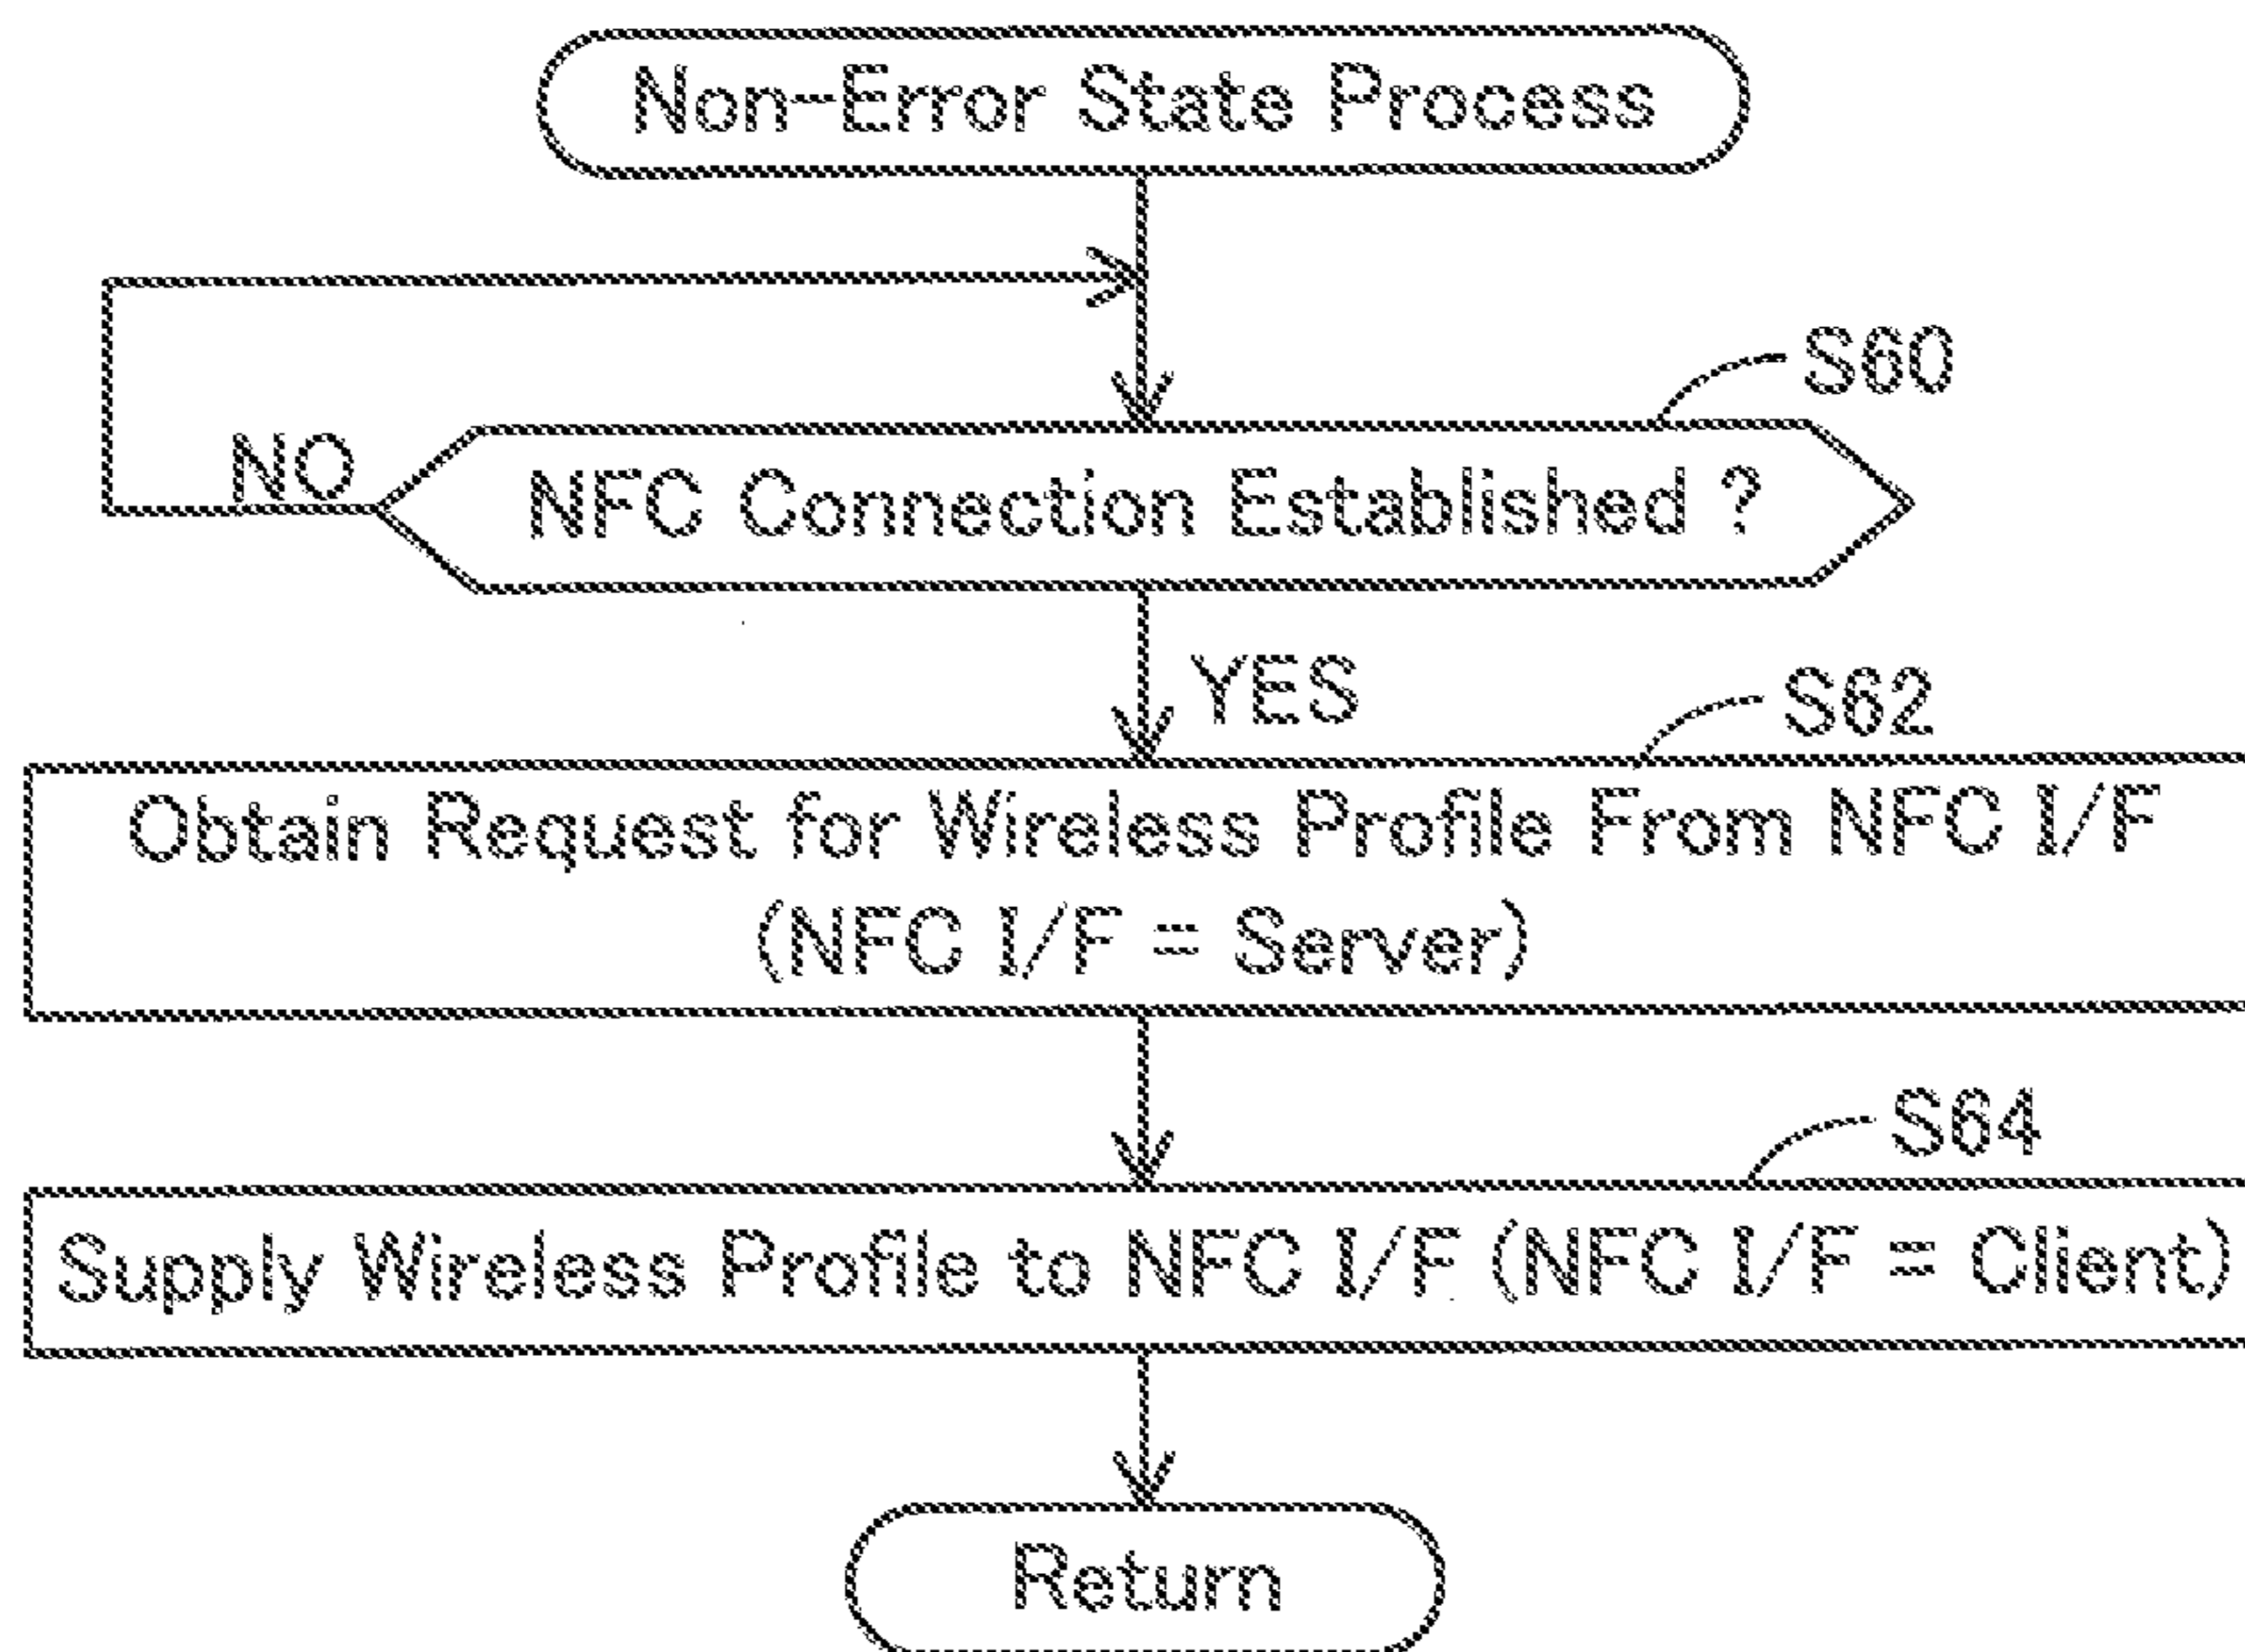 Non-Error State Process
S60
NO
NFC Connection Established ?
YES
S62
Obtain Request for Wireless Profile From NFC I/F
(NFC I/F = Server)
S64
Supply Wireless Profile to NFC I/F (NFC I/F = Client)
Return